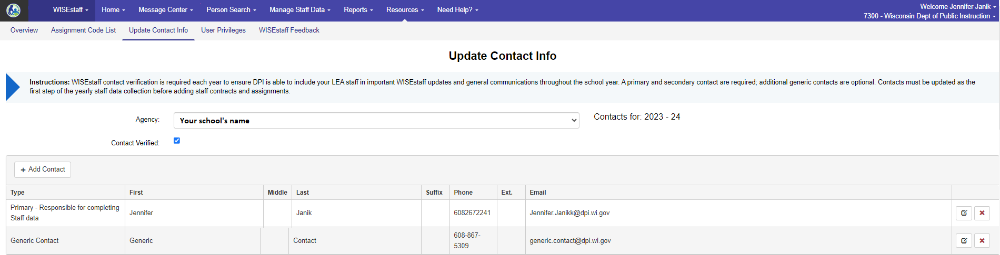 WISEstaff Home Message Center Person Search Manage Staff Data Reports Resources Need Help? Welcome Jennifer Janik
7300 - Wisconsin Dept of Public Instruction
Overview Assignment Code List Update Contact Info User Privileges WISEstaff Feedback
Update Contact Info
Instructions: WISEstaff contact verification is required each year to ensure DPI is able to include your LEA staff in important WISEstaff updates and general communications throughout the school year. A primary and secondary contact are required; additional generic contacts are optional. Contacts must be updated as the
first step of the yearly staff data collection before adding staff contracts and assignments.
Agency: Your school's name Contacts for: 2023 - 24
Contact Verified:
+ Add Contact
Type First Middle Last Suffix Phone Ext. Email
Primary - Responsible for completing
Staff data Jennifer Janik 6082672241 Jennifer.Janikk@dpi.wi.gov
Generic Contact Generic Contact 608-867-
5309 generic.contact@dpi.wi.gov